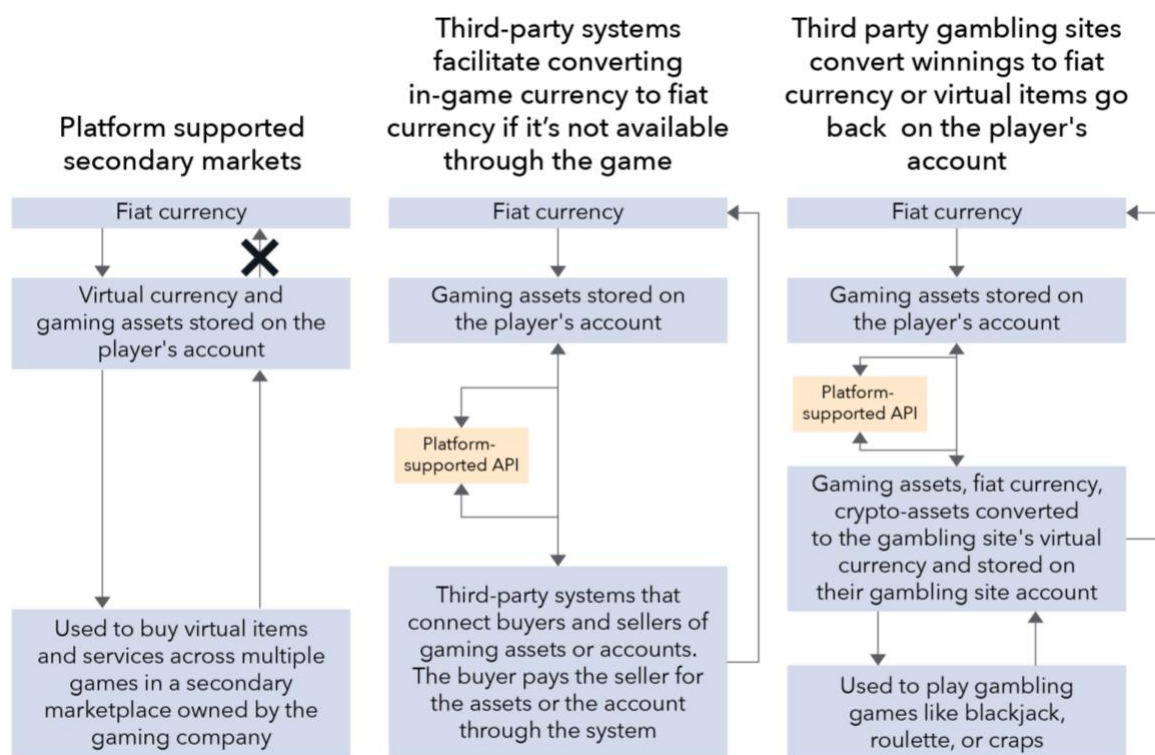 Platform supported
secondary markets
Fiat currency
Virtual currency and
gaming assets stored on the
player's account
Used to buy virtual items
and services across multiple
games in a secondary
marketplace owned by the
gaming company
Third-party systems
facilitate converting
in-game currency to fiat
currency if it’s not available
through the game
Fiat currency
Gaming assets stored on
the player's account
Platform-
supported API
Third-party systems that
connect buyers and sellers of
gaming assets or accounts.
The buyer pays the seller for
the assets or the account
through the system
Third party gambling sites
convert winnings to fiat
currency or virtual items go
back on the player's
account
Fiat currency
Gaming assets stored on
the player's account
Platform-
supported API
Gaming assets, fiat currency,
crypto-assets converted
to the gambling site's virtual
currency and stored on
their gambling site account
Used to play gambling
games like blackjack,
roulette, or craps